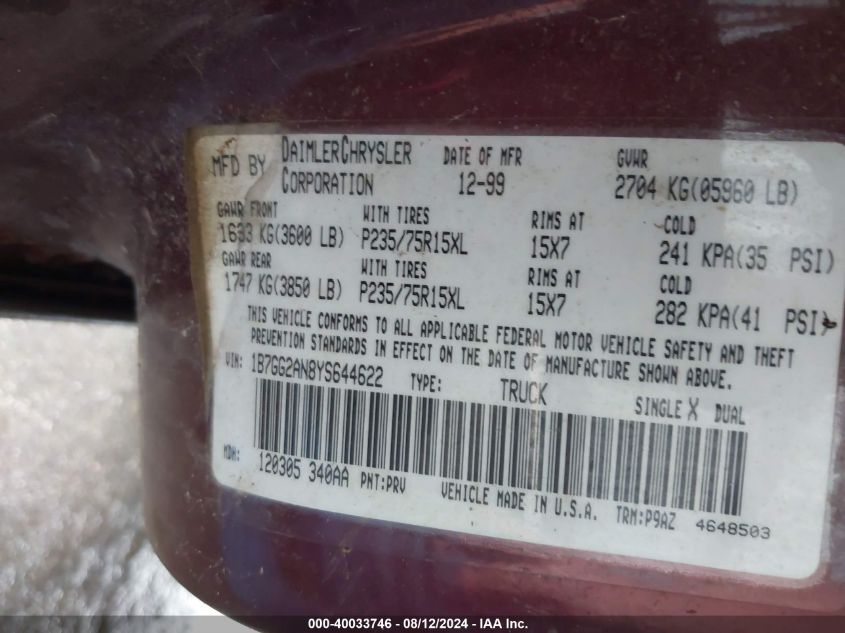 MFD BY DAIMLERCHRYSLER CORPORATION DATE OF MFR 12-99 GVWR 2704 KG(05960 LB)
GAWR FRONT WITH TIRES RIMS AT COLD
1633 KG(3600 LB) P235/75R15XL 15X7 241 KPA(35 PSI)
GAWR REAR WITH TIRES RIMS AT COLD
1747 KG(3850 LB) P235/75R15XL 15X7 282 KPA(41 PSI)
THIS VEHICLE CONFORMS TO ALL APPLICABLE FEDERAL MOTOR VEHICLE SAFETY AND THEFT
PREVENTION STANDARDS IN EFFECT ON THE DATE OF MANUFACTURE SHOWN ABOVE.
VIN: 1B7GG2AN8YS644622 TYPE: TRUCK SINGLE X DUAL
MDH: 120305 340AA PNT:PRV VEHICLE MADE IN U.S.A. TRM:P9AZ 4648503
000-40033746 - 08/12/2024 - IAA Inc.